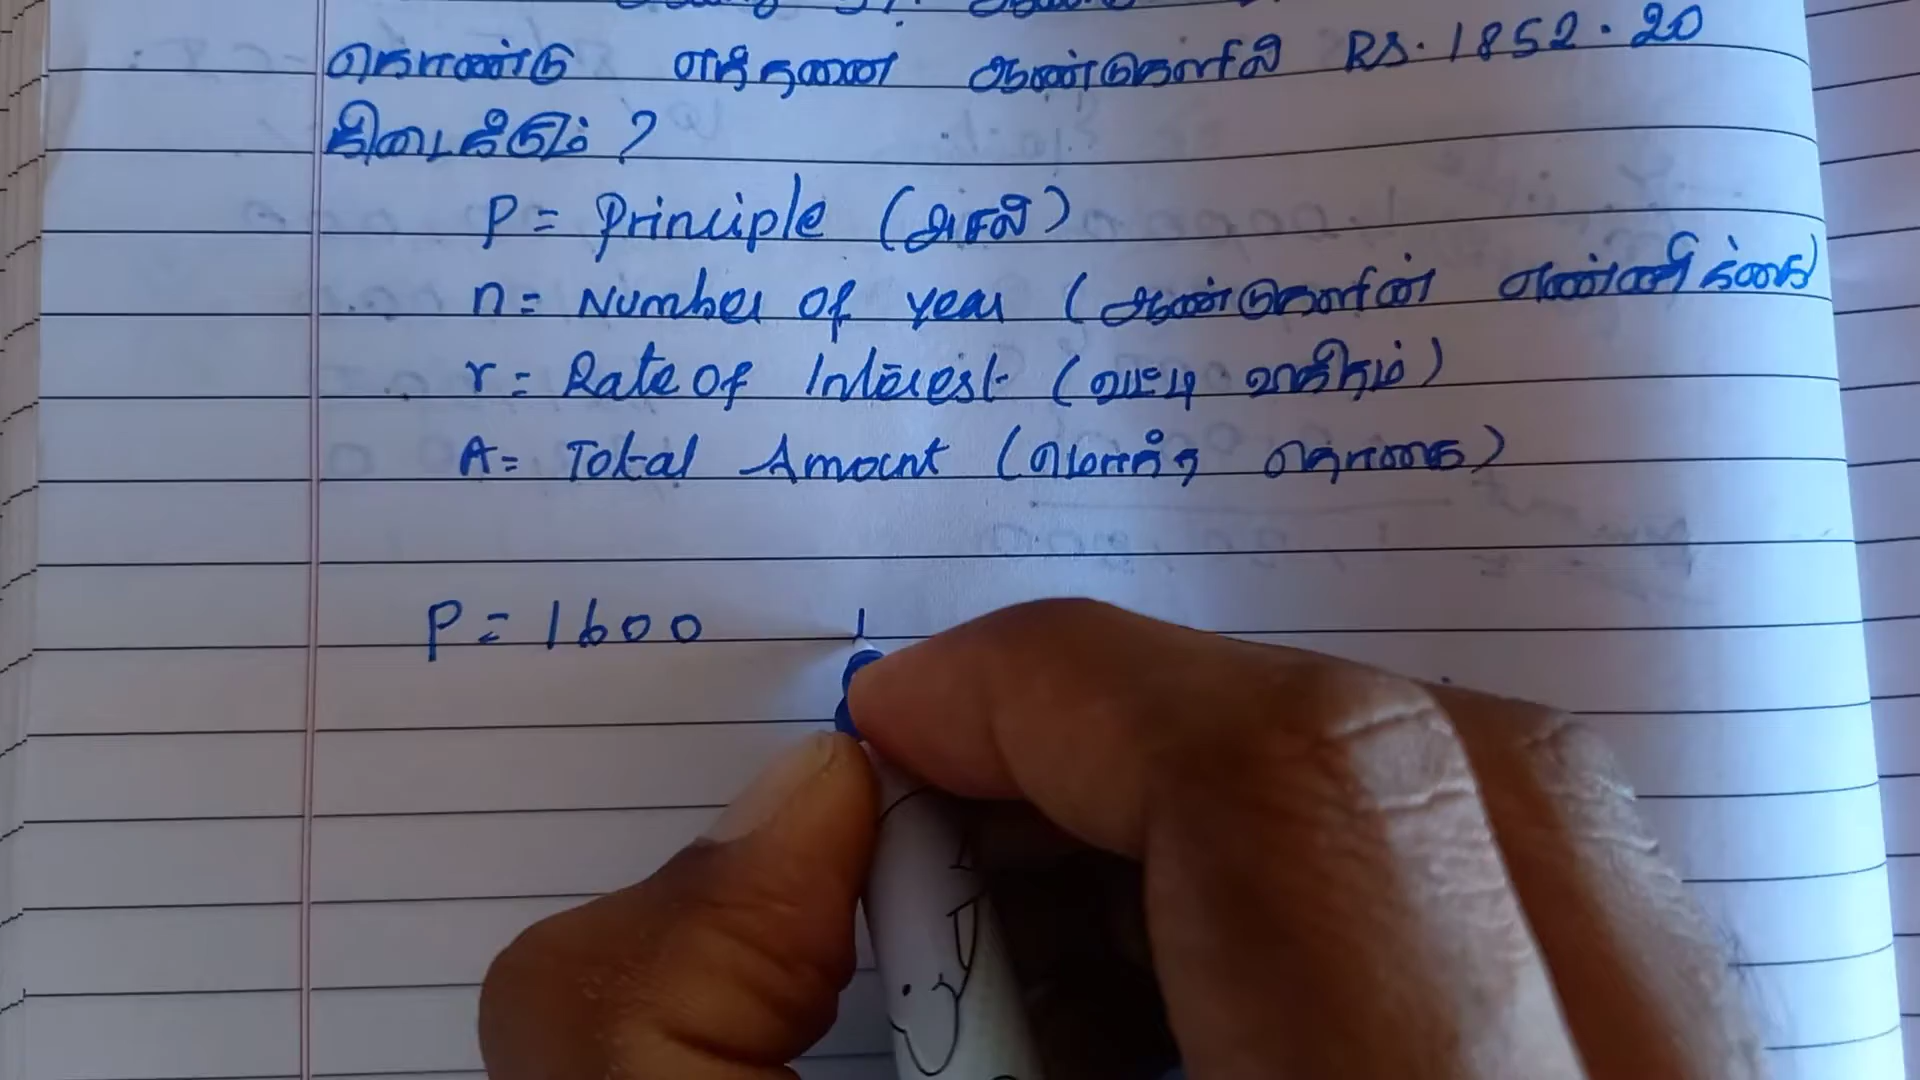 கொண்டு எத்தனை ஆண்டுகளில் RS. 1852.20
கிடைக்கும் ?
P = Principle (அசல்)
n = Number of year (ஆண்டுகளின் எண்ணிக்கை)
r = Rate Of Interest (வட்டி வாகிதம்)
A = Total Amount (மொத்த தொகை)
P = 1600